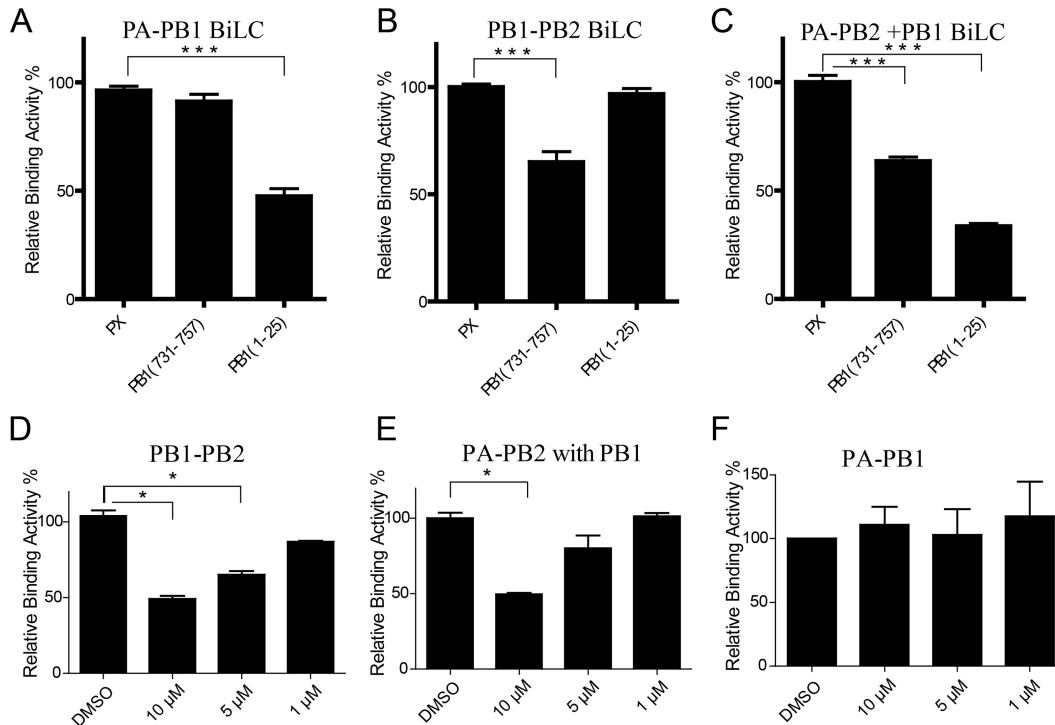 A
PA-PB1 BiLC
* * *
Relative Binding Activity %
100
50
0
PX
PB1(731-757)
PB1(1-25)
B
PB1-PB2 BiLC
* * *
Relative Binding Activity %
100
50
0
PX
PB1(731-757)
PB1(1-25)
C
PA-PB2 +PB1 BiLC
* * *
* * *
Relative Binding Activity %
100
50
0
PX
PB1(731-757)
PB1(1-25)
D
PB1-PB2
*
*
Relative Binding Activity %
100
50
0
DMSO
10 µM
5 µM
1 µM
E
PA-PB2 with PB1
*
Relative Binding Activity %
100
50
0
DMSO
10 µM
5 µM
1 µM
F
PA-PB1
Relative Binding Activity %
150
100
50
0
DMSO
10 µM
5 µM
1 µM